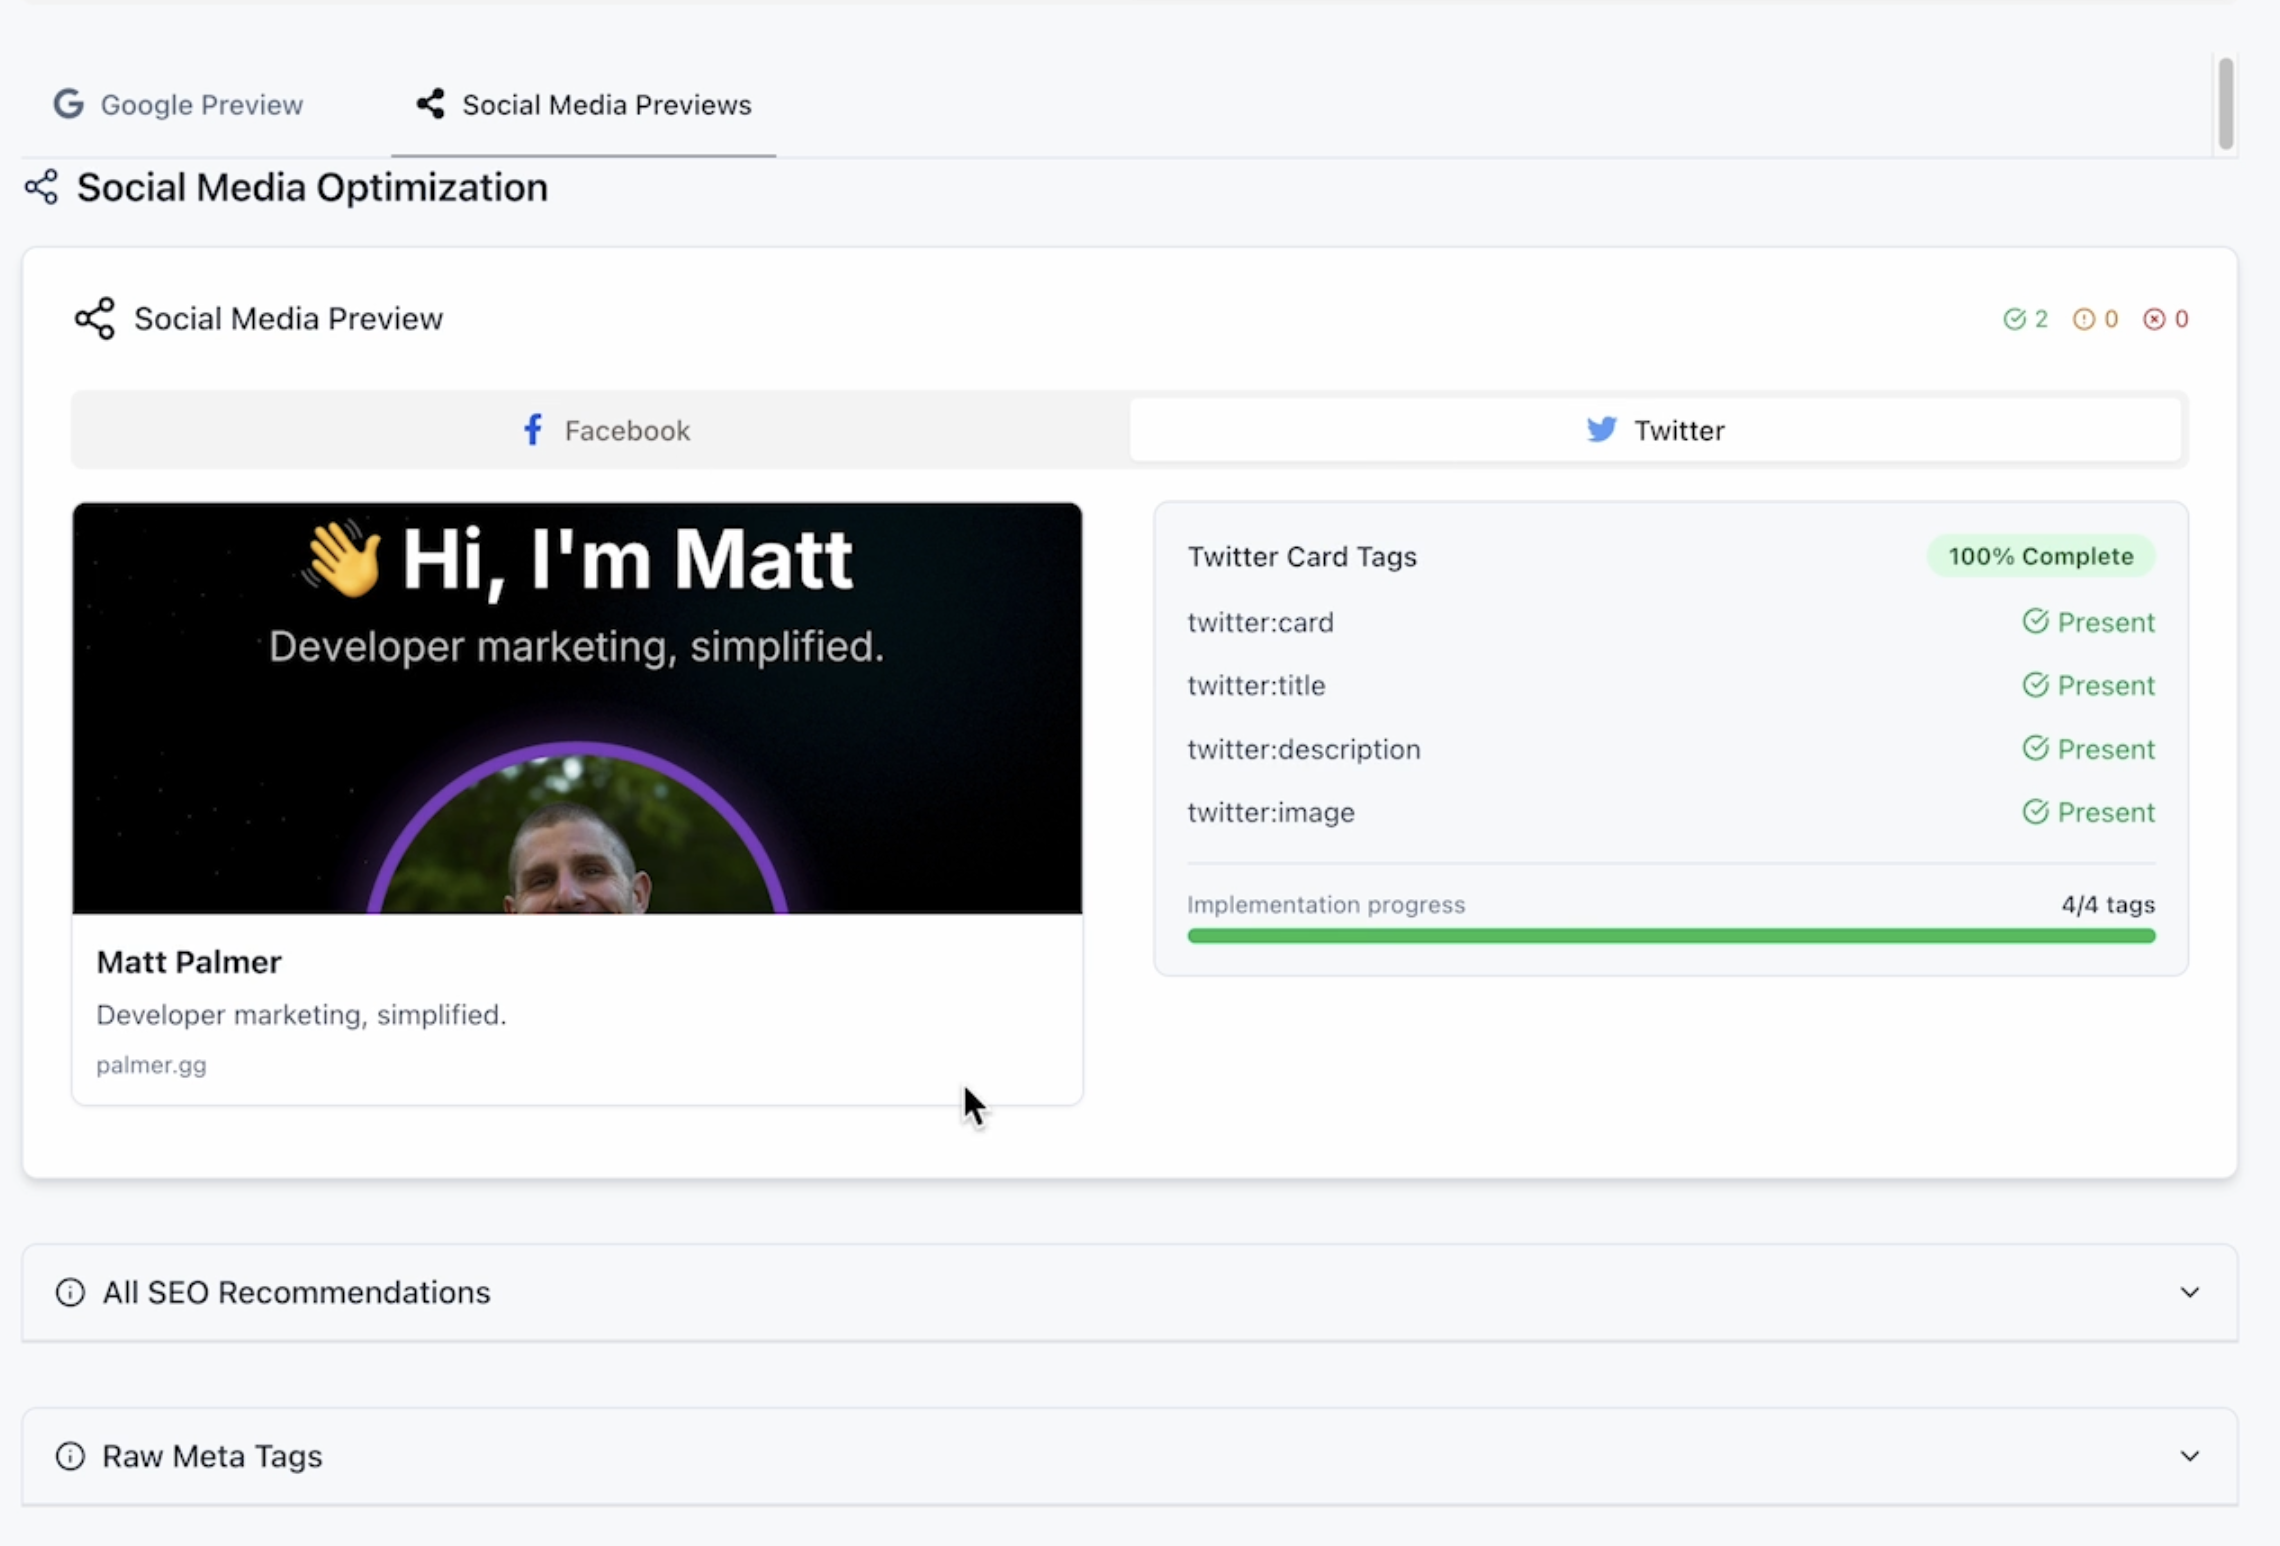 Google Preview
Social Media Previews
Social Media Optimization
Social Media Preview
2
0
0
Facebook
Twitter
👋 Hi, I'm Matt
Developer marketing, simplified.
Matt Palmer
Developer marketing, simplified.
palmer.gg
Twitter Card Tags
100% Complete
twitter:card
Present
twitter:title
Present
twitter:description
Present
twitter:image
Present
Implementation progress
4/4 tags
All SEO Recommendations
Raw Meta Tags